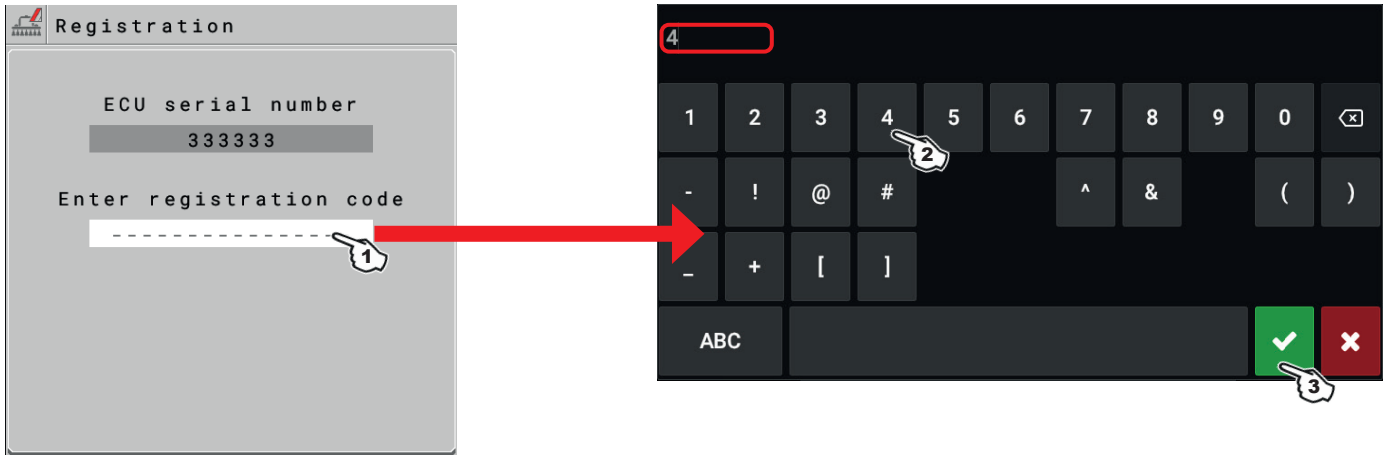 Registration
ECU serial number
333333
Enter registration code
---------------
1
4
1 2 3 4 5 6 7 8 9 0
2
- ! @ # ^ & ( )
_ + [ ]
ABC
3